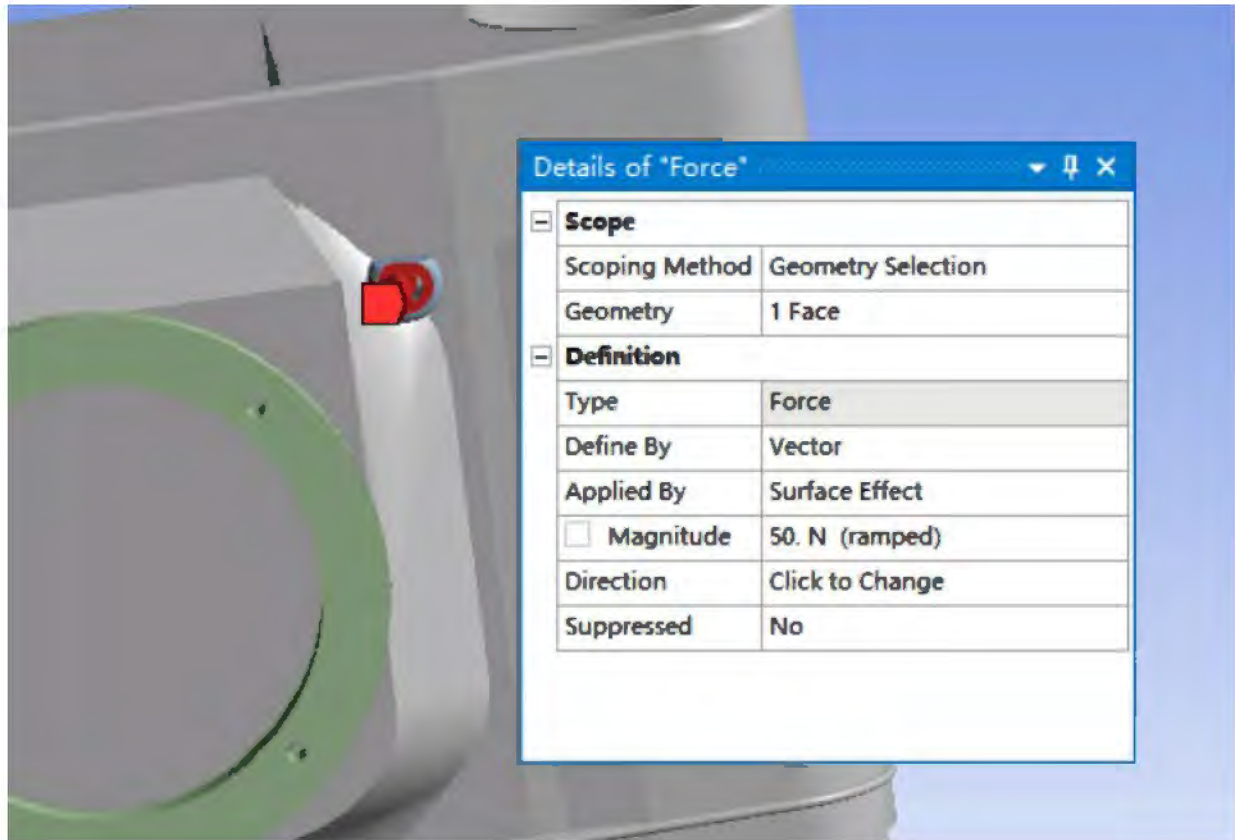 Details of "Force"
Scope
Scoping Method Geometry Selection
Geometry 1 Face
Definition
Type Force
Define By Vector
Applied By Surface Effect
Magnitude 50. N (ramped)
Direction Click to Change
Suppressed No